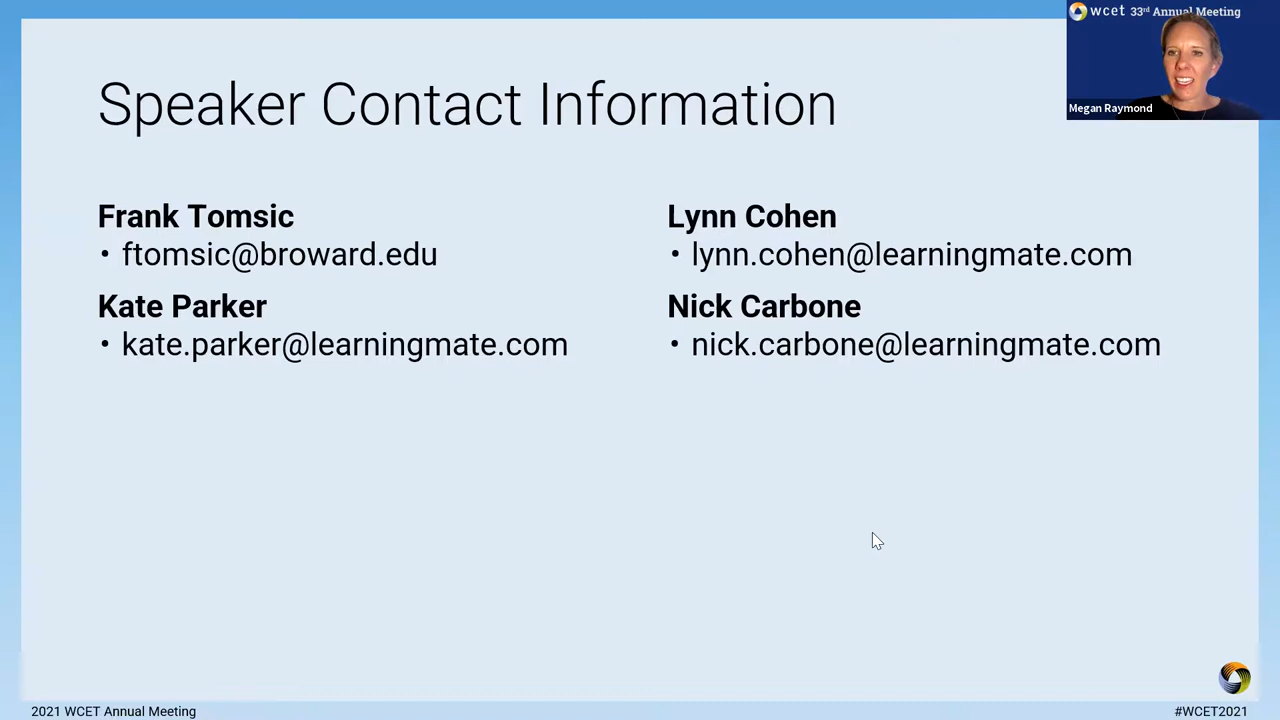 wcet 33rd Annual Meeting
Megan Raymond
Speaker Contact Information
Frank Tomsic
• ftomsic@broward.edu
Kate Parker
• kate.parker@learningmate.com
Lynn Cohen
• lynn.cohen@learningmate.com
Nick Carbone
• nick.carbone@learningmate.com
2021 WCET Annual Meeting
#WCET2021